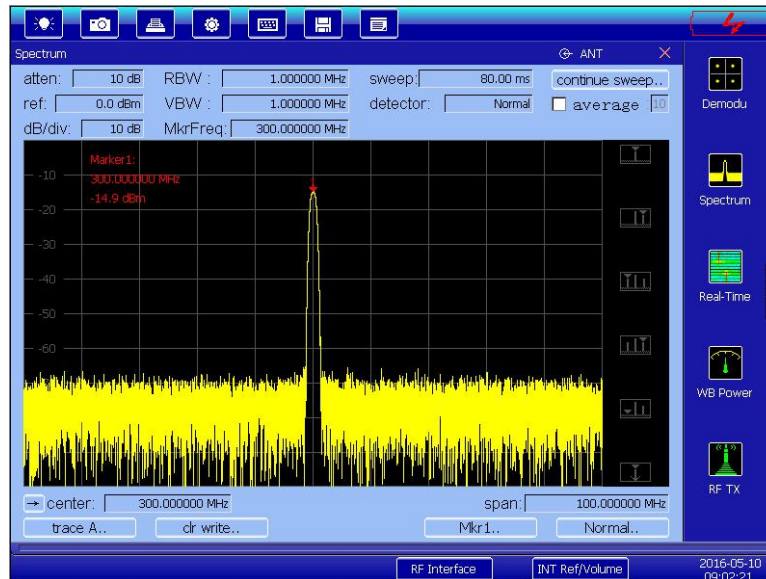 Spectrum
ANT
atten: 10 dB RBW : 1.000000 MHz sweep: 80.00 ms continue sweep..
ref: 0.0 dBm VBW : 1.000000 MHz detector: Normal average 10
dB/div: 10 dB MkrFreq: 300.000000 MHz
Marker1:
300.000000 MHz
-14.9 dBm
-10
-20
-30
-40
-50
-60
center: 300.000000 MHz span: 100.000000 MHz
trace A.. clr write.. Mkr1.. Normal..
Demodu
Spectrum
Real-Time
WB Power
RF TX
RF Interface INT Ref/Volume 2016-05-10
09:02:21